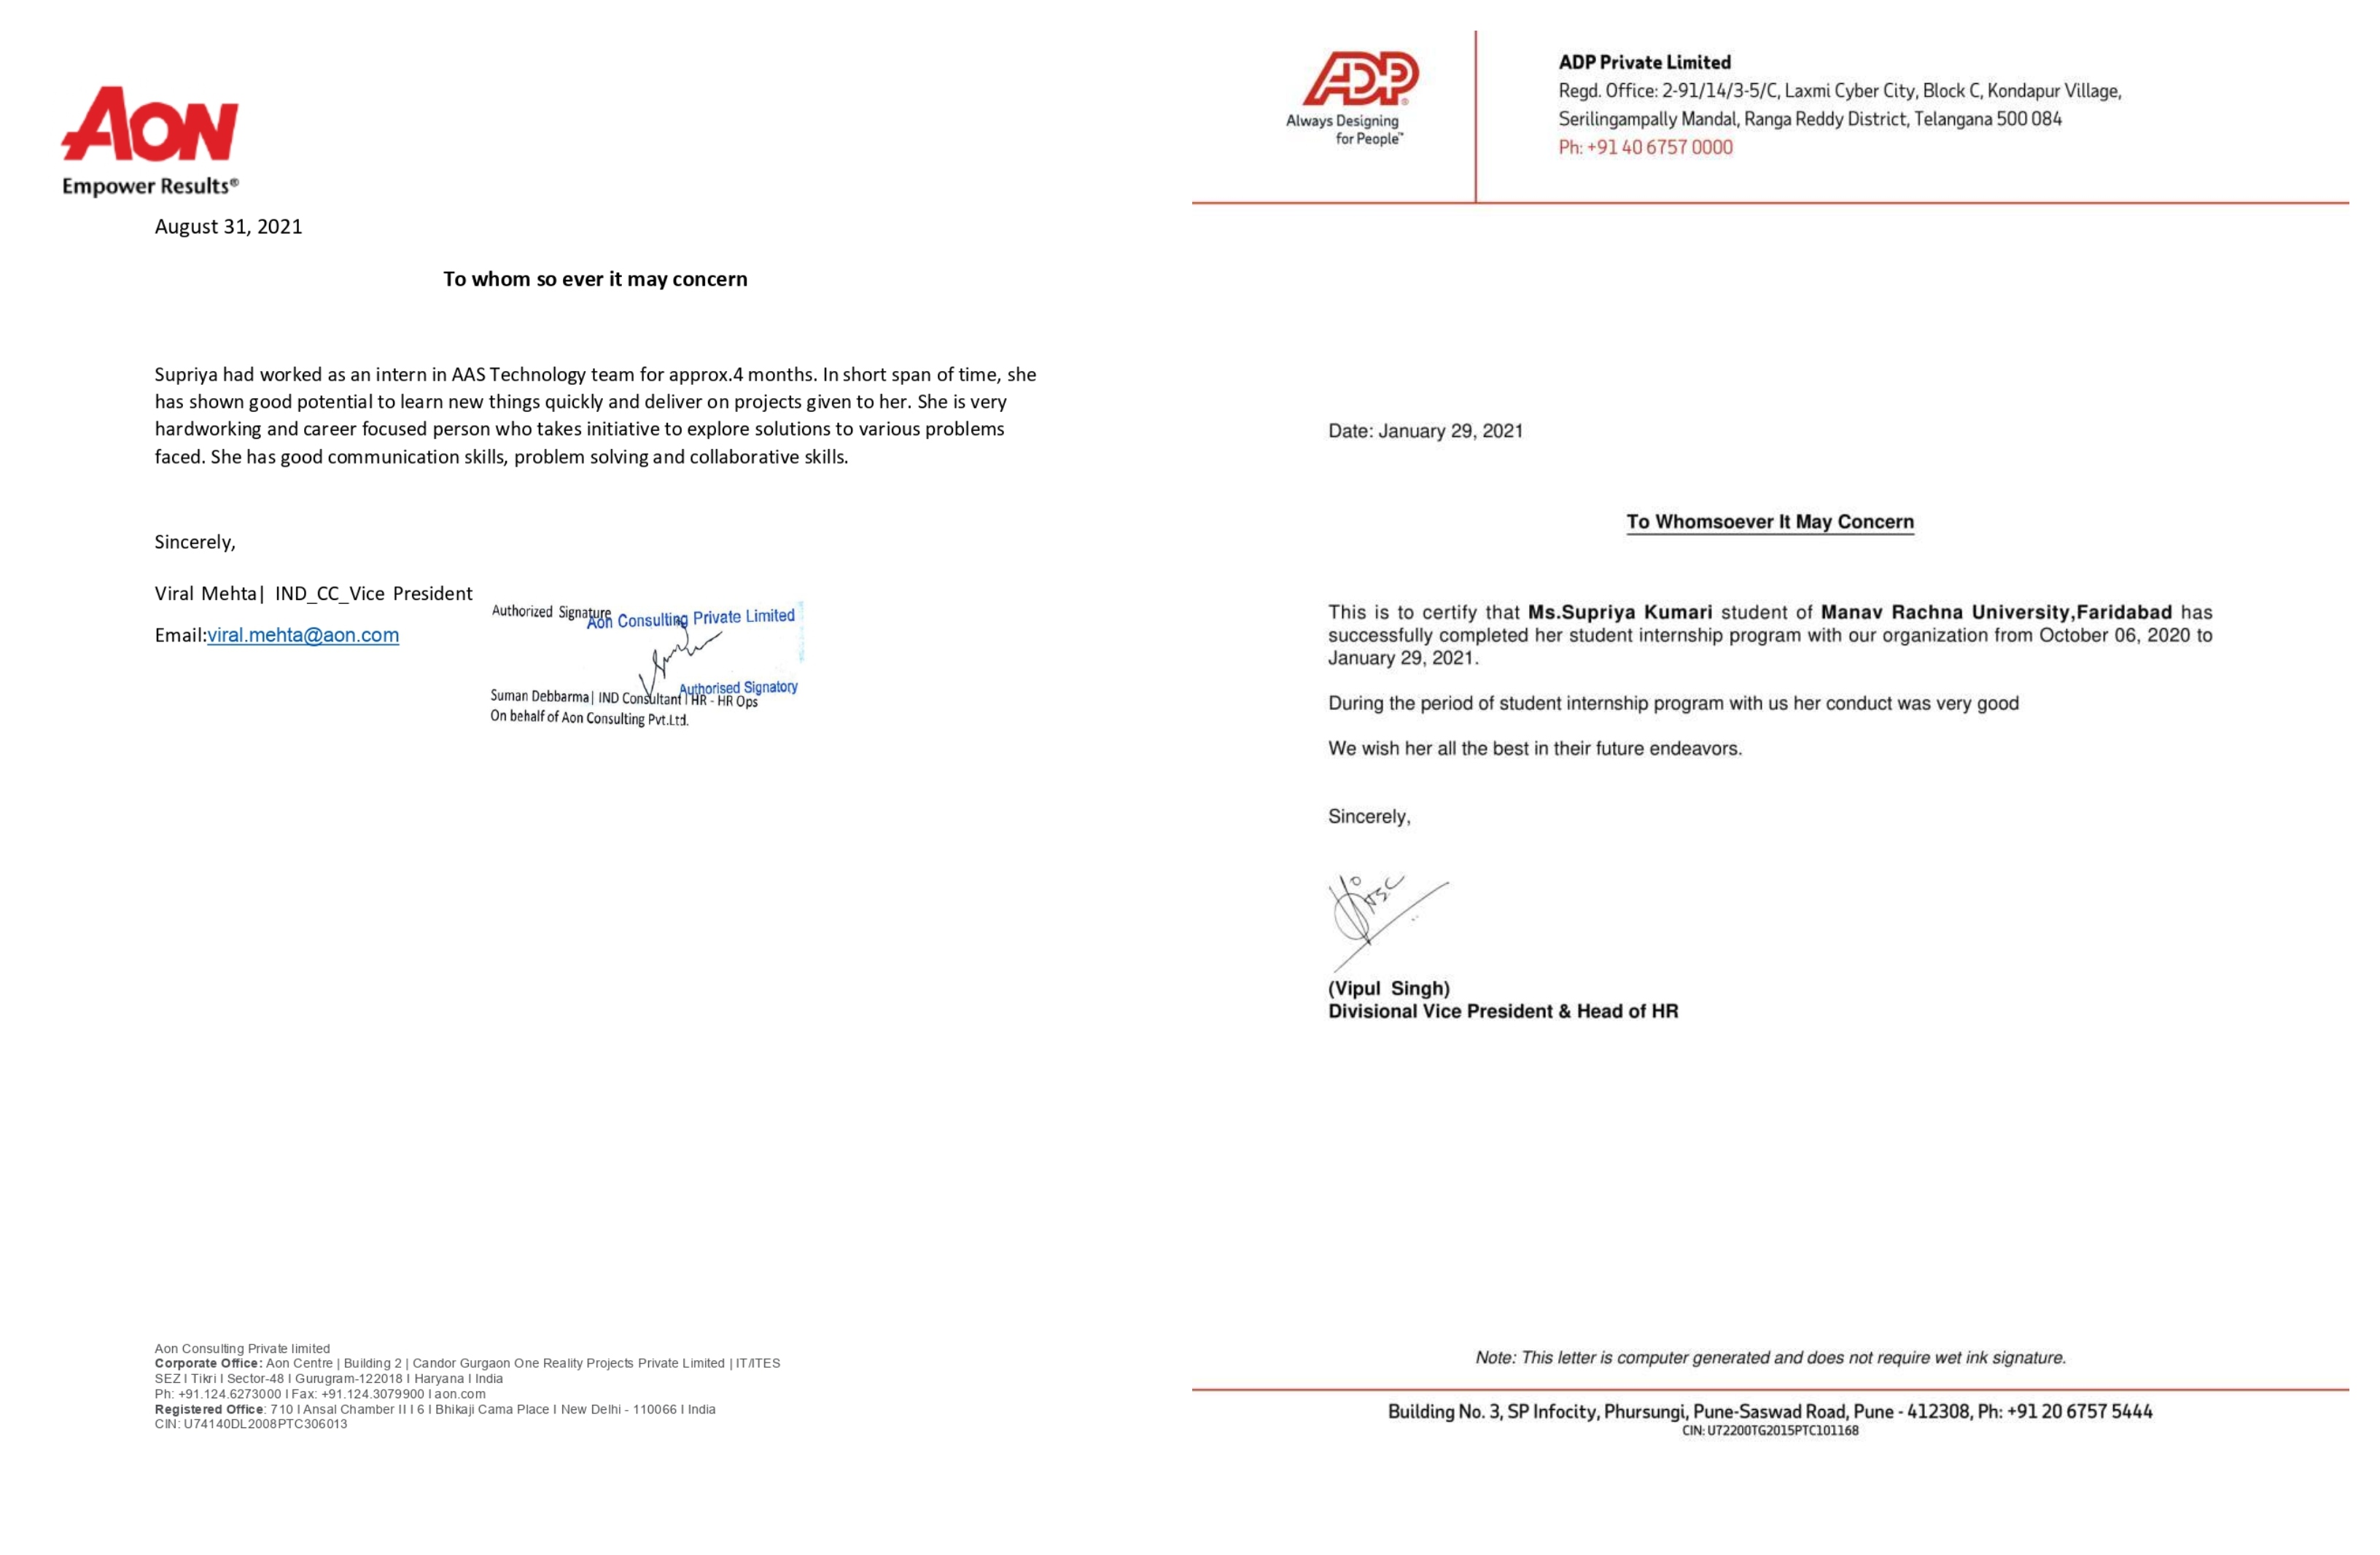 AON
Empower Results®
August 31, 2021
To whom so ever it may concern
Supriya had worked as an intern in AAS Technology team for approx.4 months. In short span of time, she
has shown good potential to learn new things quickly and deliver on projects given to her. She is very
hardworking and career focused person who takes initiative to explore solutions to various problems
faced. She has good communication skills, problem solving and collaborative skills.
Sincerely,
Viral Mehta| IND_CC_Vice President
Email:viral.mehta@aon.com
Authorized Signature
Aon Consulting Private Limited
Authorised Signatory
Suman Debbarma| IND Consultant | HR - HR Ops
On behalf of Aon Consulting Pvt.Ltd.
Aon Consulting Private limited
Corporate Office: Aon Centre | Building 2 | Candor Gurgaon One Reality Projects Private Limited | IT/ITES
SEZ I Tikri I Sector-48 I Gurugram-122018 I Haryana I India
Ph: +91.124.6273000 I Fax: +91.124.3079900 I aon.com
Registered Office: 710 I Ansal Chamber II I 6 I Bhikaji Cama Place I New Delhi - 110066 I India
CIN: U74140DL2008PTC306013
ADP®
Always Designing
for People™
ADP Private Limited
Regd. Office: 2-91/14/3-5/C, Laxmi Cyber City, Block C, Kondapur Village,
Serilingampally Mandal, Ranga Reddy District, Telangana 500 084
Ph: +91 40 6757 0000
Date: January 29, 2021
To Whomsoever It May Concern
This is to certify that Ms.Supriya Kumari student of Manav Rachna University,Faridabad has
successfully completed her student internship program with our organization from October 06, 2020 to
January 29, 2021.
During the period of student internship program with us her conduct was very good
We wish her all the best in their future endeavors.
Sincerely,
(Vipul Singh)
Divisional Vice President & Head of HR
Note: This letter is computer generated and does not require wet ink signature.
Building No. 3, SP Infocity, Phursungi, Pune-Saswad Road, Pune - 412308, Ph: +91 20 6757 5444
CIN: U72200TG2015PTC101168